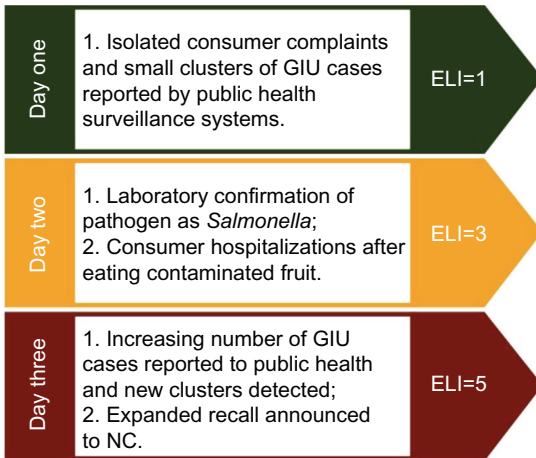 Day one
1. Isolated consumer complaints
and small clusters of GIU cases
reported by public health
surveillance systems.
ELI=1
Day two
1. Laboratory confirmation of
pathogen as Salmonella;
2. Consumer hospitalizations after
eating contaminated fruit.
ELI=3
Day three
1. Increasing number of GIU
cases reported to public health
and new clusters detected;
2. Expanded recall announced
to NC.
ELI=5